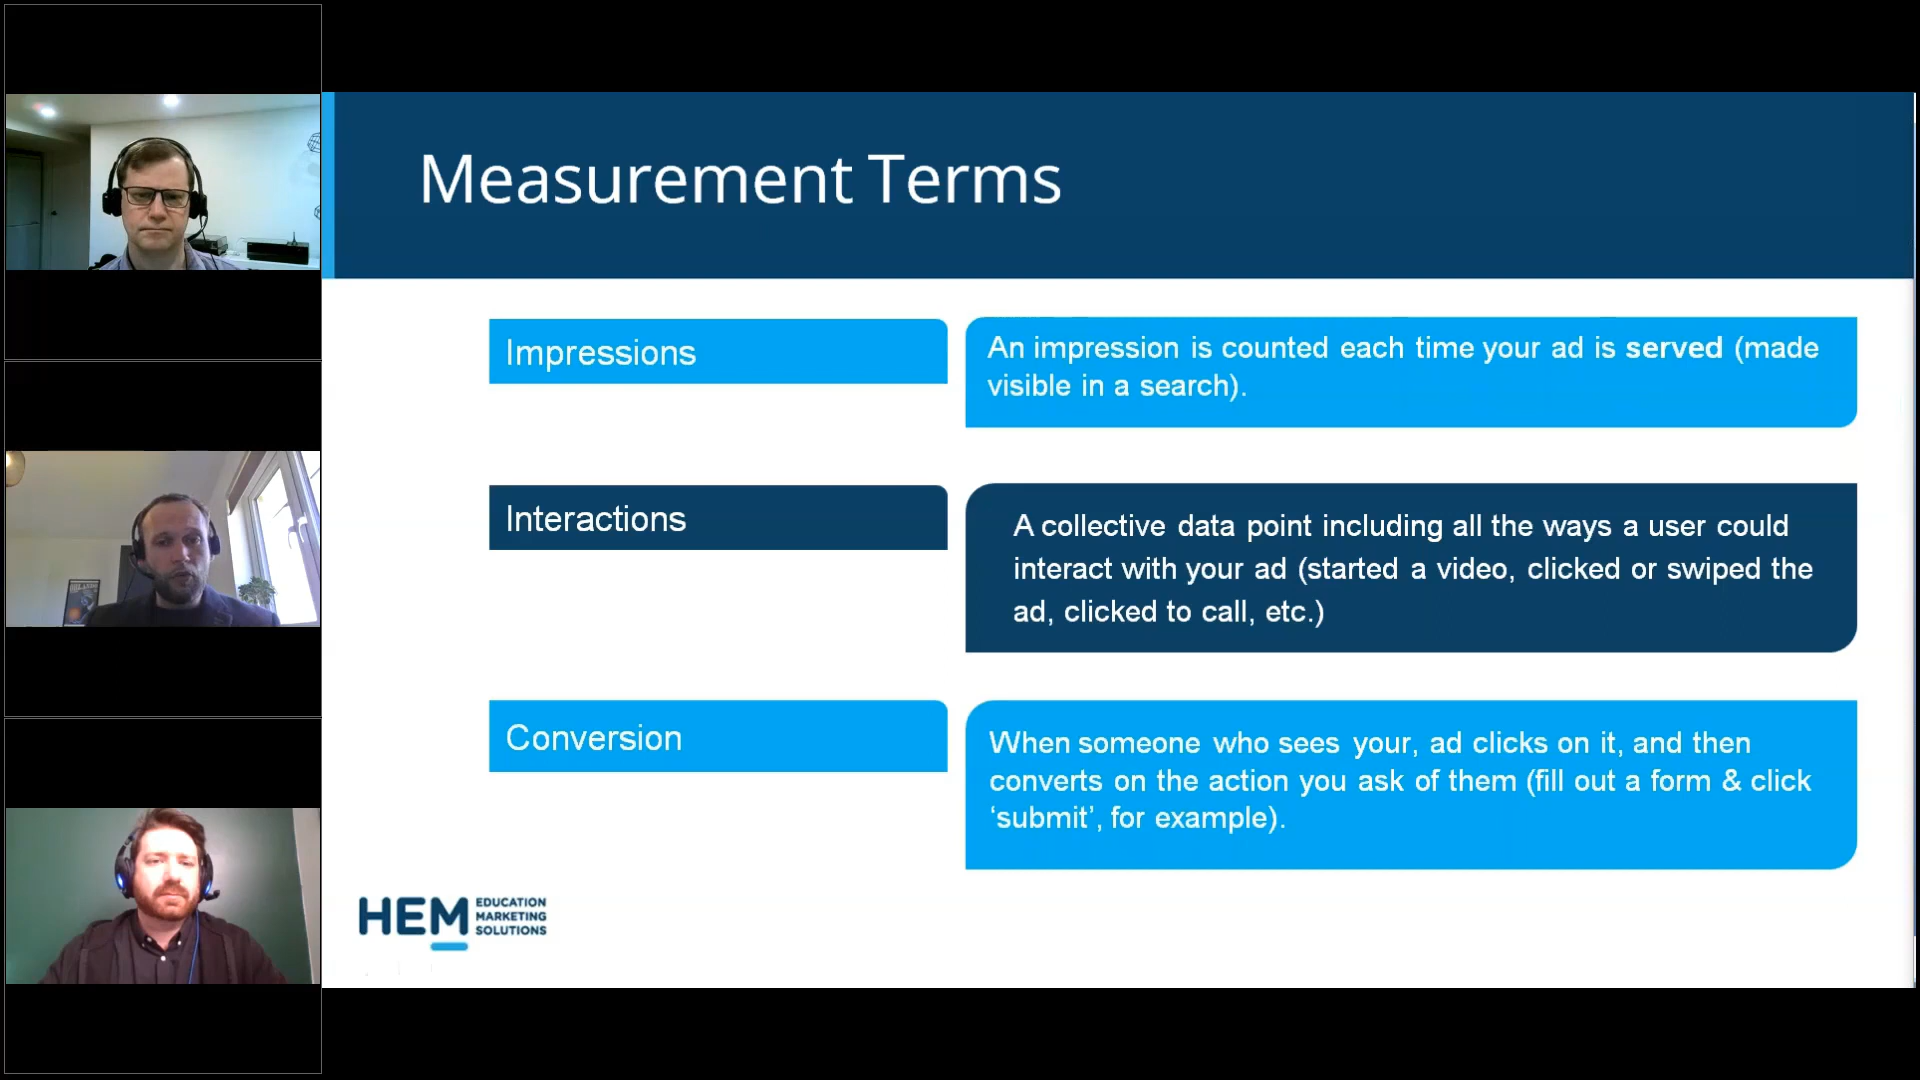 Measurement Terms
Impressions
An impression is counted each time your ad is served (made
visible in a search).
Interactions
A collective data point including all the ways a user could
interact with your ad (started a video, clicked or swiped the
ad, clicked to call, etc.)
Conversion
When someone who sees your, ad clicks on it, and then
converts on the action you ask of them (fill out a form & click
‘submit’, for example).
HEM
EDUCATION
MARKETING
SOLUTIONS